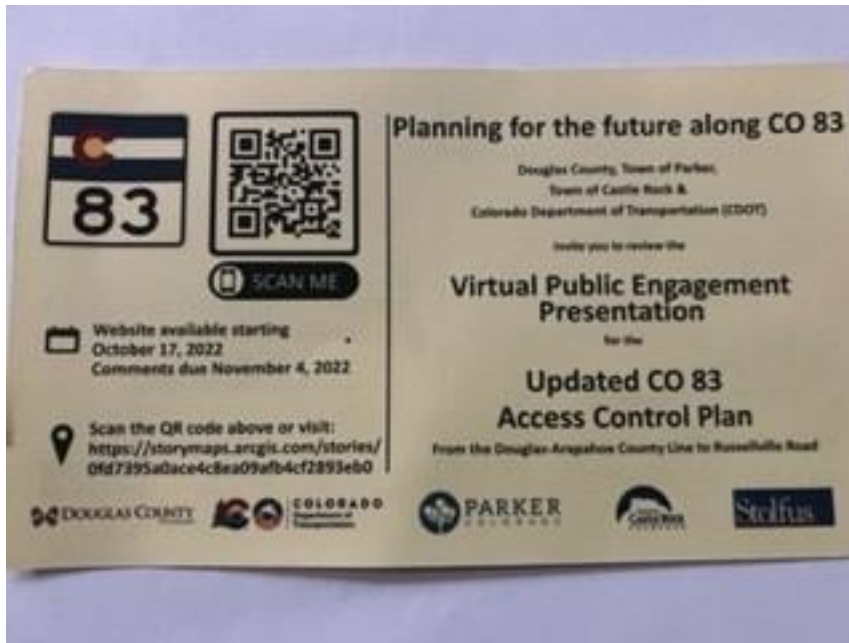 83
SCAN ME
Website available starting
October 17, 2022
Comments due November 4, 2022
Scan the QR code above or visit:
https://storymaps.arcgis.com/stories/
0fd7395a0ace4c8ea09afb4cf2893eb0
Planning for the future along CO 83
Douglas County, Town of Parker,
Town of Castle Rock &
Colorado Department of Transportation (CDOT)
invite you to review the
Virtual Public Engagement
Presentation
for the
Updated CO 83
Access Control Plan
From the Douglas-Arapahoe County Line to Russellville Road
DOUGLAS COUNTY
COLORADO
Department of
Transportation
PARKER
COLORADO
CASTLE ROCK
Stolfus